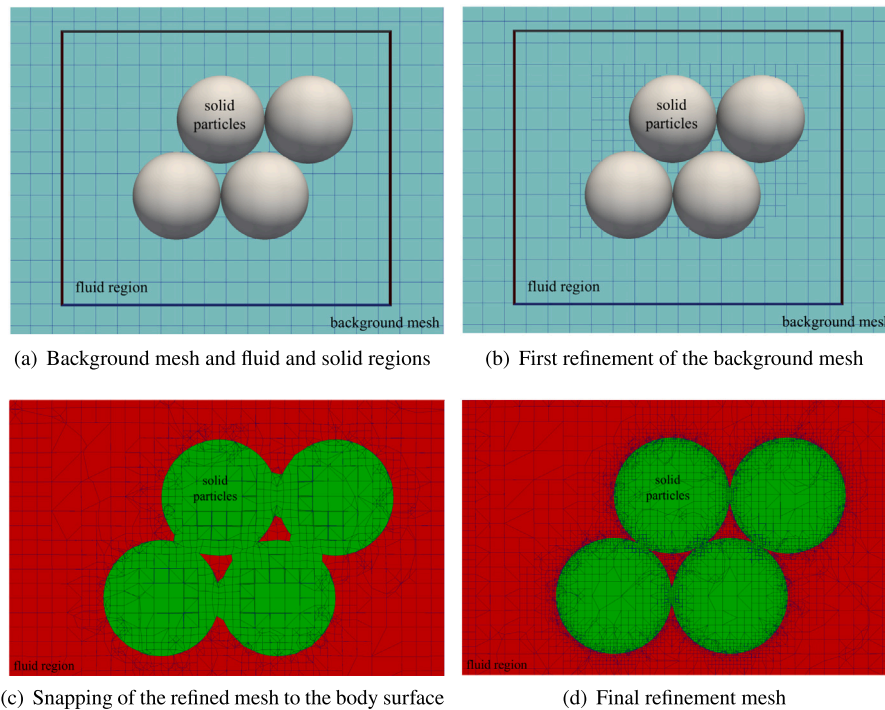 solid
particles
fluid region
background mesh
(a) Background mesh and fluid and solid regions
solid
particles
fluid region
background mesh
(b) First refinement of the background mesh
solid
particles
fluid region
(c) Snapping of the refined mesh to the body surface
solid
particles
fluid region
(d) Final refinement mesh